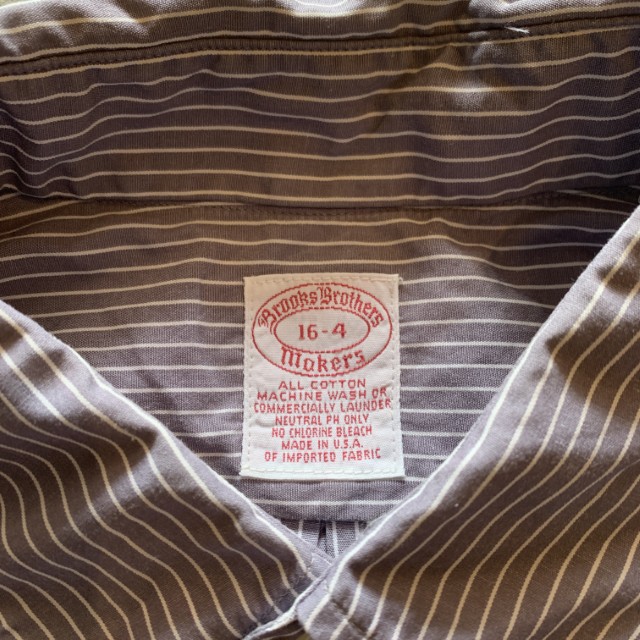 Brooks Brothers
16-4
Makers
ALL COTTON
MACHINE WASH OR
COMMERCIALLY LAUNDER
NEUTRAL PH ONLY
NO CHLORINE BLEACH
MADE IN U.S.A.
OF IMPORTED FABRIC